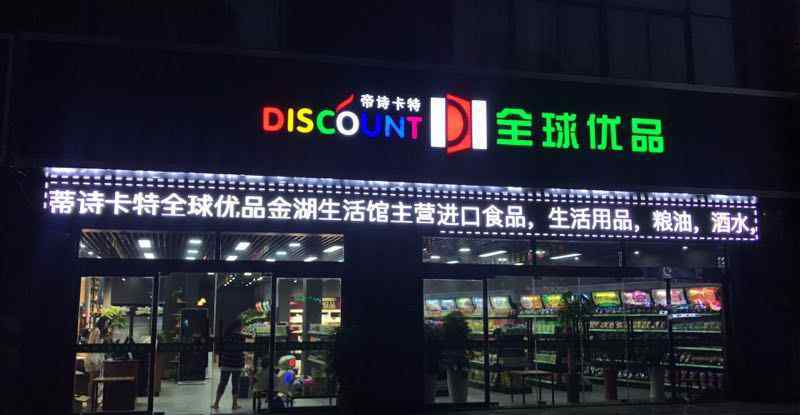 帝诗卡特
DISCOUNT D 全球优品
蒂诗卡特全球优品金湖生活馆主营进口食品，生活用品，粮油，酒水，